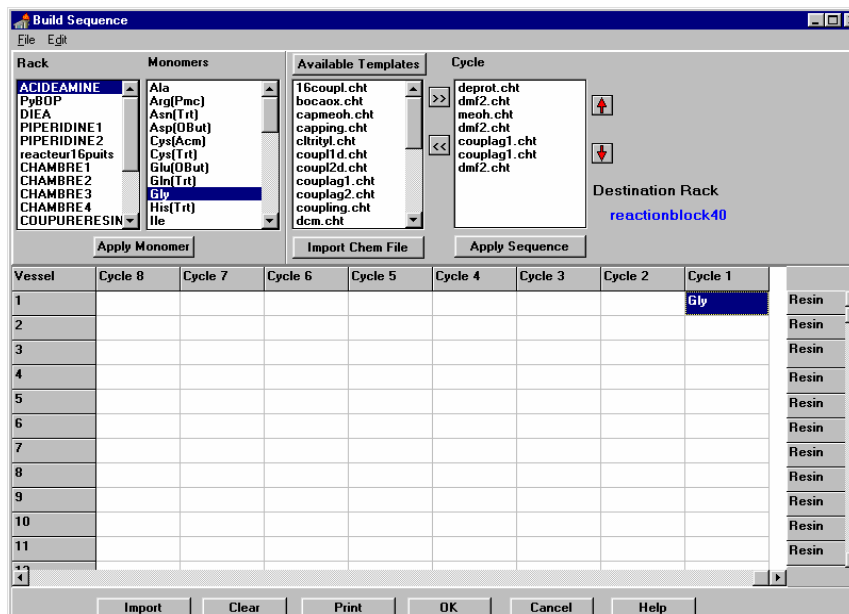 Build Sequence
File Edit
Rack Monomers Available Templates Cycle
ACIDEAMINE Ala 16coupl.cht deprot.cht
PyBOP Arg(Pmc) bocaox.cht >> dmf2.cht
DIEA Asn(Trt) capmeoh.cht meoh.cht
PIPERIDINE1 Asp(OBut) capping.cht dmf2.cht
PIPERIDINE2 Cys(Acm) cltrityl.cht couplag1.cht
reacteur16puits Cys(Trt) coupl1d.cht << couplag1.cht
CHAMBRE1 Glu(OBut) coupl2d.cht dmf2.cht
CHAMBRE2 Gln(Trt) couplag1.cht
CHAMBRE3 Gly couplag2.cht Destination Rack
CHAMBRE4 His(Trt) coupling.cht reactionblock40
COUPURERESIN Ile dcm.cht
Apply Monomer Import Chem File Apply Sequence
Vessel Cycle 8 Cycle 7 Cycle 6 Cycle 5 Cycle 4 Cycle 3 Cycle 2 Cycle 1
1 Gly Resin
2 Resin
3 Resin
4 Resin
5 Resin
6 Resin
7 Resin
8 Resin
9 Resin
10 Resin
11 Resin
12
Import Clear Print OK Cancel Help